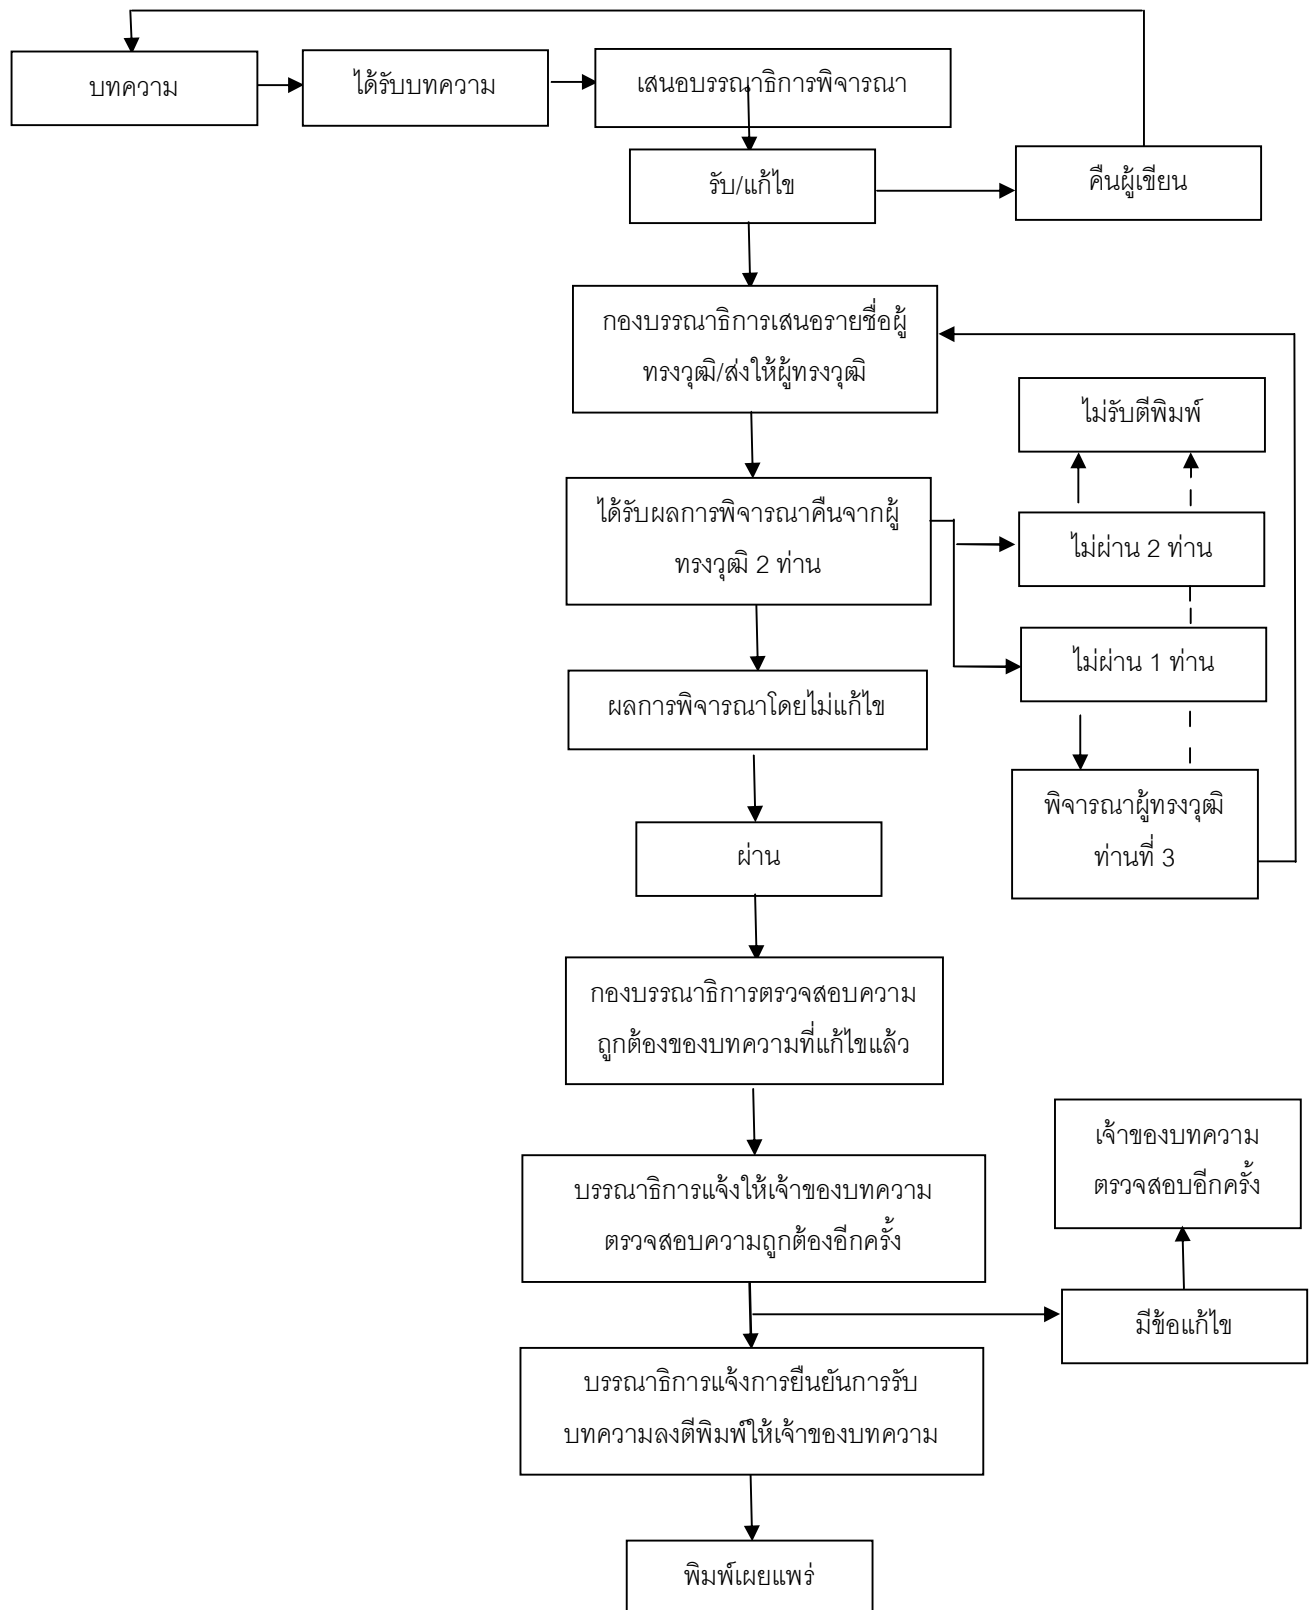 บทความ
ได้รับบทความ
เสนอบรรณาธิการพิจารณา
รับ/แก้ไข
คืนผู้เขียน
กองบรรณาธิการเสนอรายชื่อผู้
ทรงวุฒิ/ส่งให้ผู้ทรงวุฒิ
ไม่รับตีพิมพ์
ได้รับผลการพิจารณาคืนจากผู้
ทรงวุฒิ 2 ท่าน
ไม่ผ่าน 2 ท่าน
ไม่ผ่าน 1 ท่าน
ผลการพิจารณาโดยไม่แก้ไข
พิจารณาผู้ทรงวุฒิ
ท่านที่ 3
ผ่าน
กองบรรณาธิการตรวจสอบความ
ถูกต้องของบทความที่แก้ไขแล้ว
เจ้าของบทความ
ตรวจสอบอีกครั้ง
บรรณาธิการแจ้งให้เจ้าของบทความ
ตรวจสอบความถูกต้องอีกครั้ง
มีข้อแก้ไข
บรรณาธิการแจ้งการยืนยันการรับ
บทความลงตีพิมพ์ให้เจ้าของบทความ
พิมพ์เผยแพร่